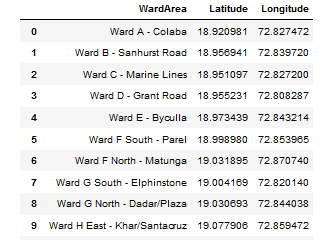 WardArea Latitude Longitude
0 Ward A - Colaba 18.920981 72.827472
1 Ward B - Sanhurst Road 18.956941 72.839720
2 Ward C - Marine Lines 18.951097 72.827200
3 Ward D - Grant Road 18.955231 72.808287
4 Ward E - Byculla 18.973439 72.843214
5 Ward F South - Parel 18.998980 72.853965
6 Ward F North - Matunga 19.031895 72.870740
7 Ward G South - Elphinstone 19.004169 72.820140
8 Ward G North - Dadar/Plaza 19.030693 72.844038
9 Ward H East - Khar/Santacruz 19.077906 72.859472